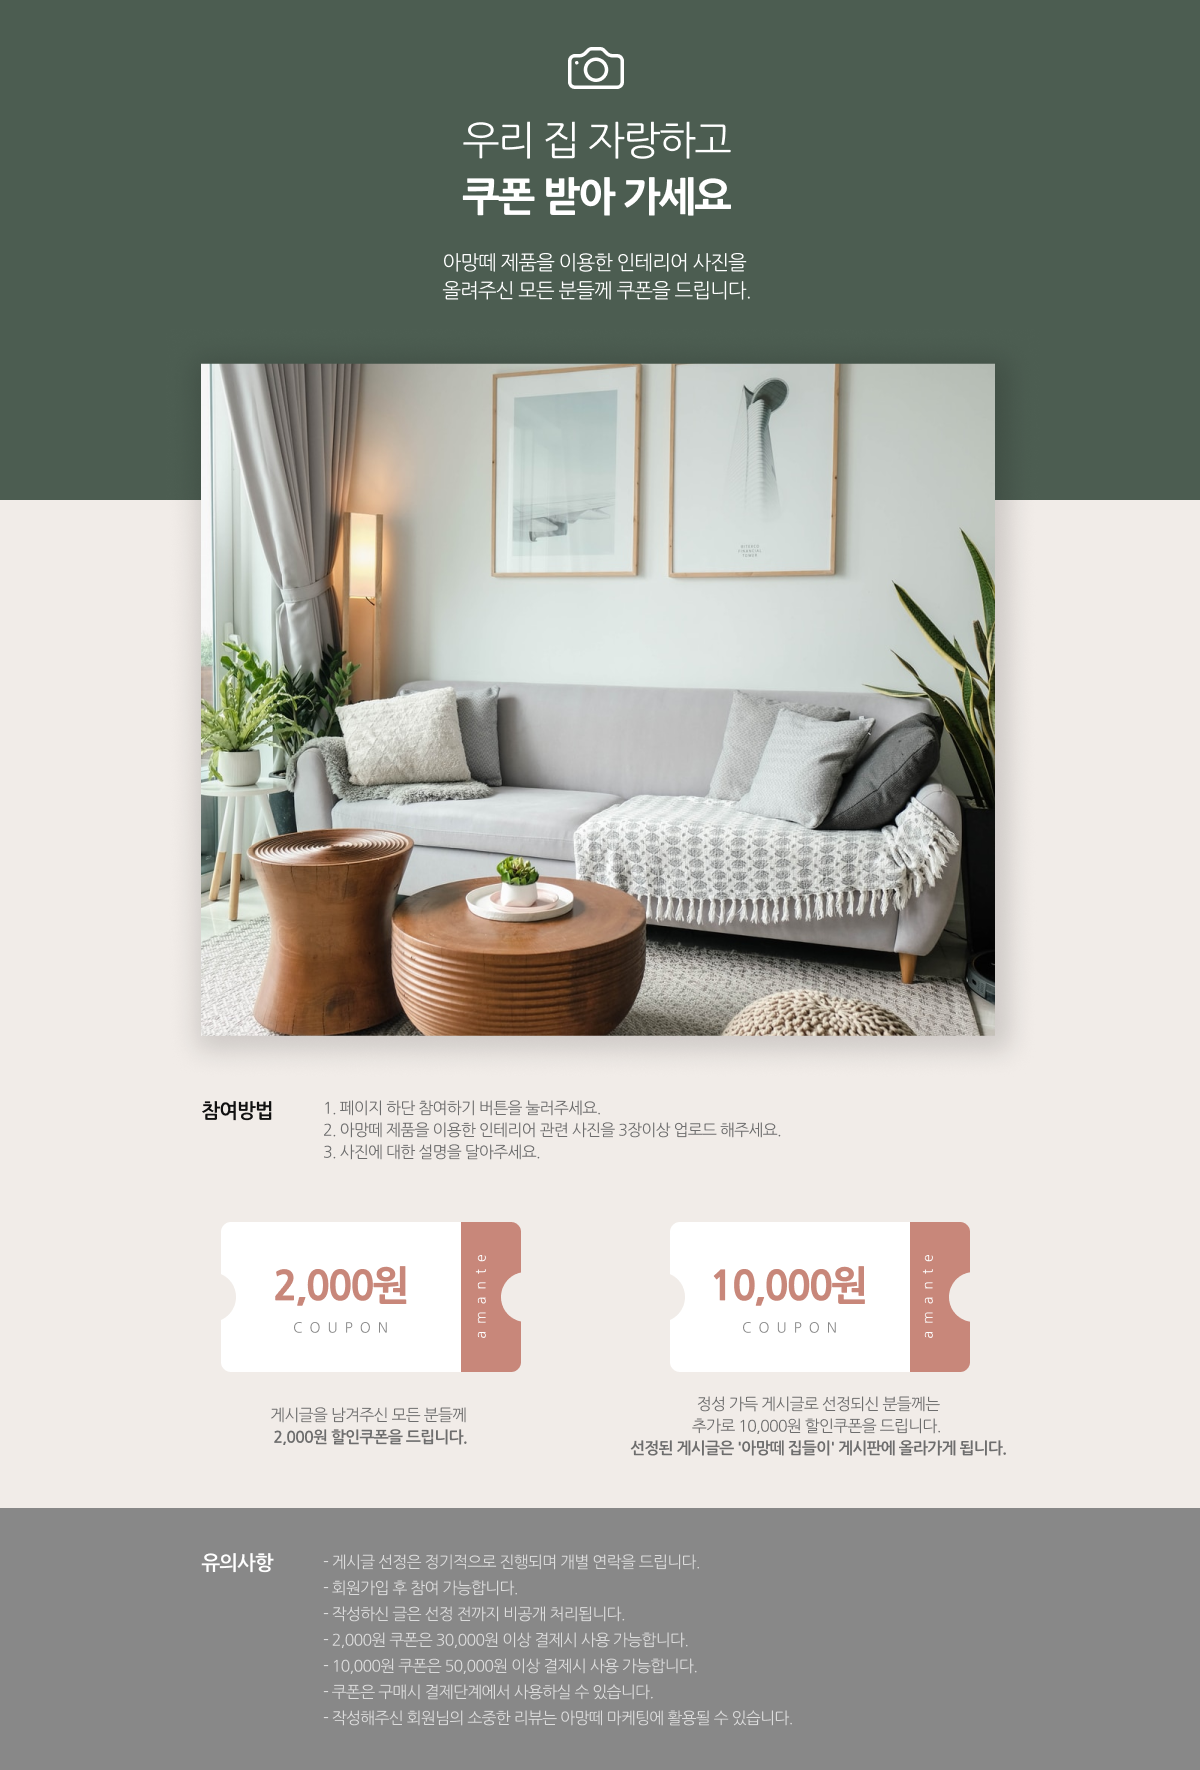 우리 집 자랑하고
쿠폰 받아 가세요
아망떼 제품을 이용한 인테리어 사진을
올려주신 모든 분들께 쿠폰을 드립니다.
참여방법
1. 페이지 하단 참여하기 버튼을 눌러주세요.
2. 아망떼 제품을 이용한 인테리어 관련 사진을 3장이상 업로드 해주세요.
3. 사진에 대한 설명을 달아주세요.
2,000원
COUPON
amante
게시글을 남겨주신 모든 분들께
2,000원 할인쿠폰을 드립니다.
10,000원
COUPON
amante
정성 가득 게시글로 선정되신 분들께는
추가로 10,000원 할인쿠폰을 드립니다.
선정된 게시글은 '아망떼 집들이' 게시판에 올라가게 됩니다.
유의사항
- 게시글 선정은 정기적으로 진행되며 개별 연락을 드립니다.
- 회원가입 후 참여 가능합니다.
- 작성하신 글은 선정 전까지 비공개 처리됩니다.
- 2,000원 쿠폰은 30,000원 이상 결제시 사용 가능합니다.
- 10,000원 쿠폰은 50,000원 이상 결제시 사용 가능합니다.
- 쿠폰은 구매시 결제단계에서 사용하실 수 있습니다.
- 작성해주신 회원님의 소중한 리뷰는 아망떼 마케팅에 활용될 수 있습니다.